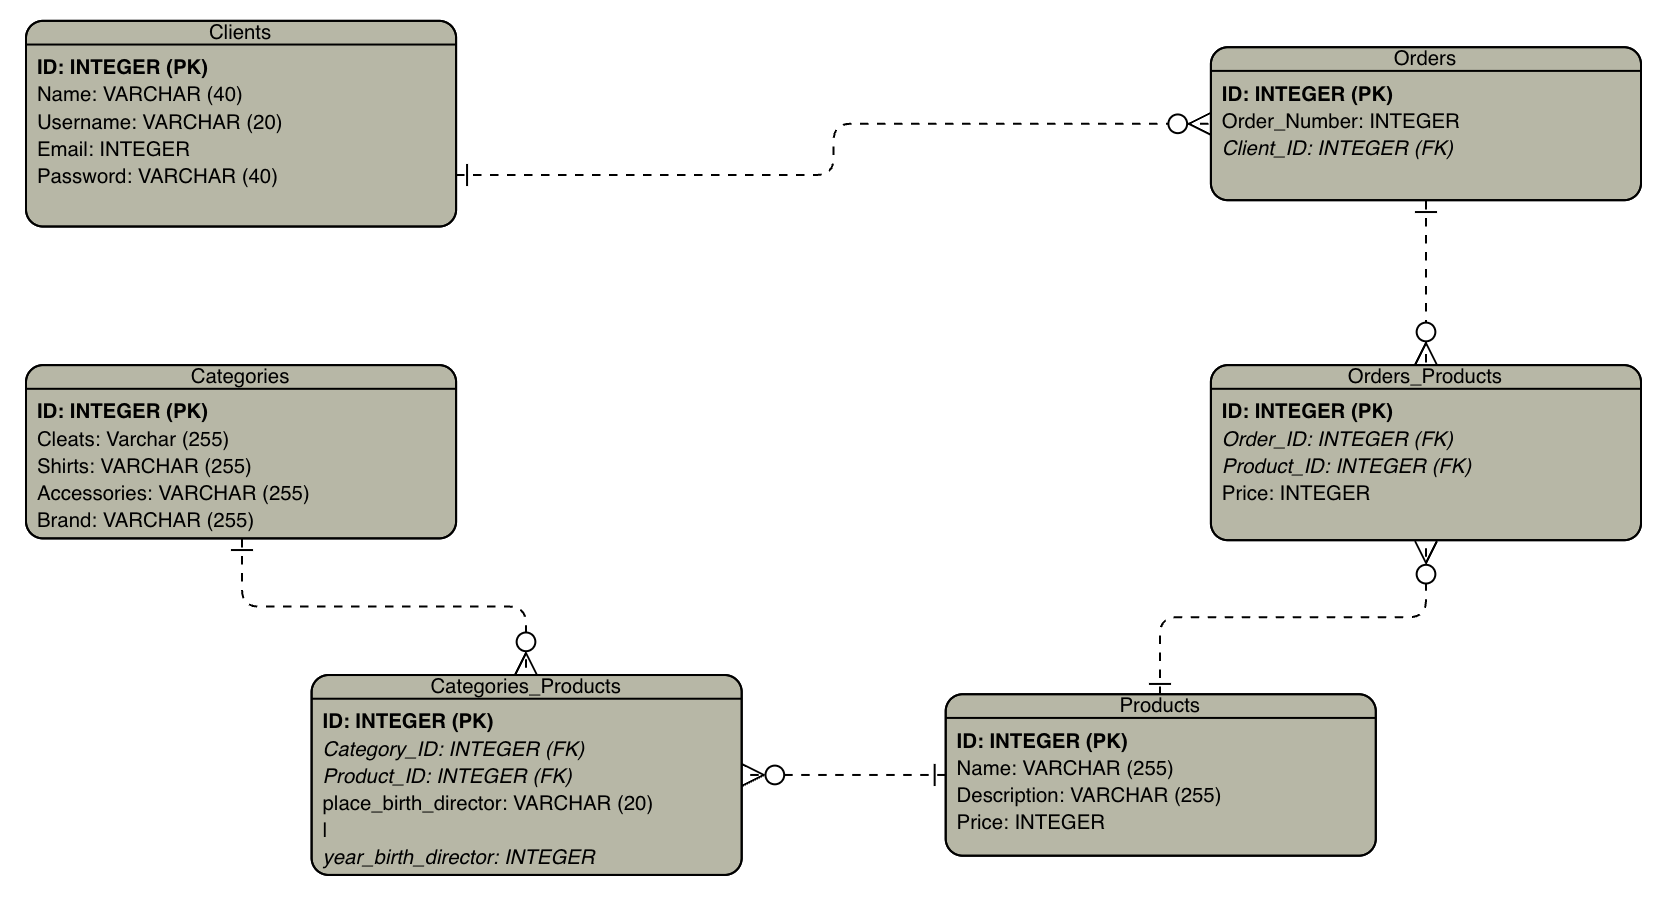 Clients
ID: INTEGER (PK)
Name: VARCHAR (40)
Username: VARCHAR (20)
Email: INTEGER
Password: VARCHAR (40)
Orders
ID: INTEGER (PK)
Order_Number: INTEGER
Client_ID: INTEGER (FK)
Categories
ID: INTEGER (PK)
Cleats: Varchar (255)
Shirts: VARCHAR (255)
Accessories: VARCHAR (255)
Brand: VARCHAR (255)
Orders_Products
ID: INTEGER (PK)
Order_ID: INTEGER (FK)
Product_ID: INTEGER (FK)
Price: INTEGER
Categories_Products
ID: INTEGER (PK)
Category_ID: INTEGER (FK)
Product_ID: INTEGER (FK)
place_birth_director: VARCHAR (20)
l
year_birth_director: INTEGER
Products
ID: INTEGER (PK)
Name: VARCHAR (255)
Description: VARCHAR (255)
Price: INTEGER